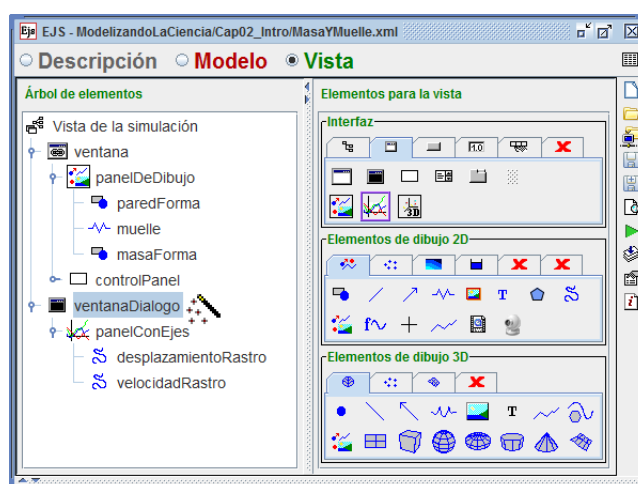 EJS - ModelizandoLaCiencia/Cap02_Intro/MasaYMuelle.xml
Descripción Modelo Vista
Árbol de elementos
Vista de la simulación
ventana
panelDeDibujo
paredForma
muelle
masaForma
controlPanel
ventanaDialogo
panelConEjes
desplazamientoRastro
velocidadRastro
Elementos para la vista
Interfaz
Elementos de dibujo 2D
Elementos de dibujo 3D